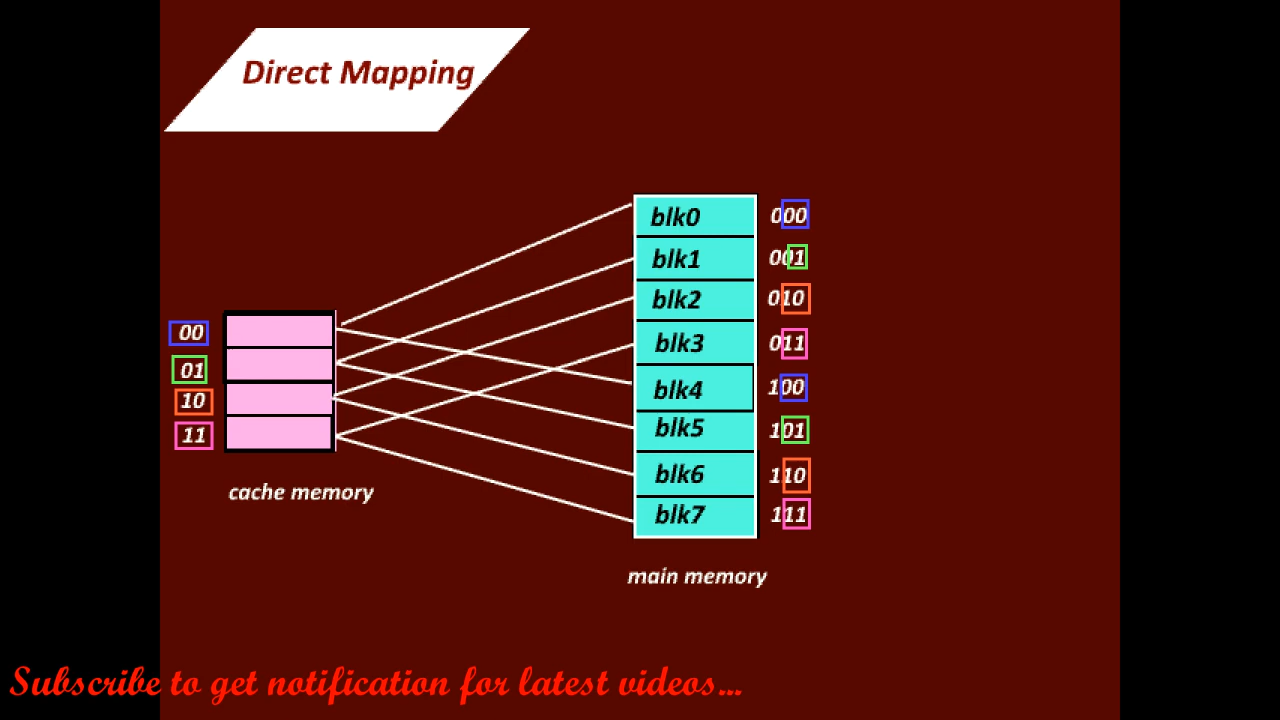 Direct Mapping
blk0 000
blk1 001
blk2 010
00 blk3 011
01 blk4 100
10 blk5 101
11 blk6 110
blk7 111
cache memory
main memory
Subscribe to get notification for latest videos...